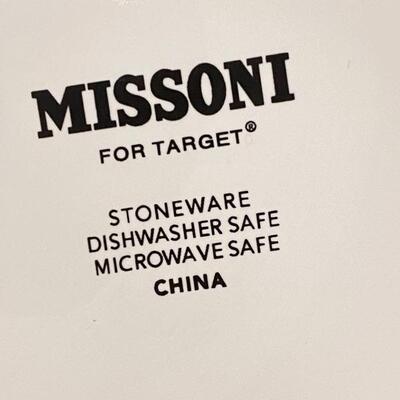 MISSONI
FOR TARGET®
STONEWARE
DISHWASHER SAFE
MICROWAVE SAFE
CHINA